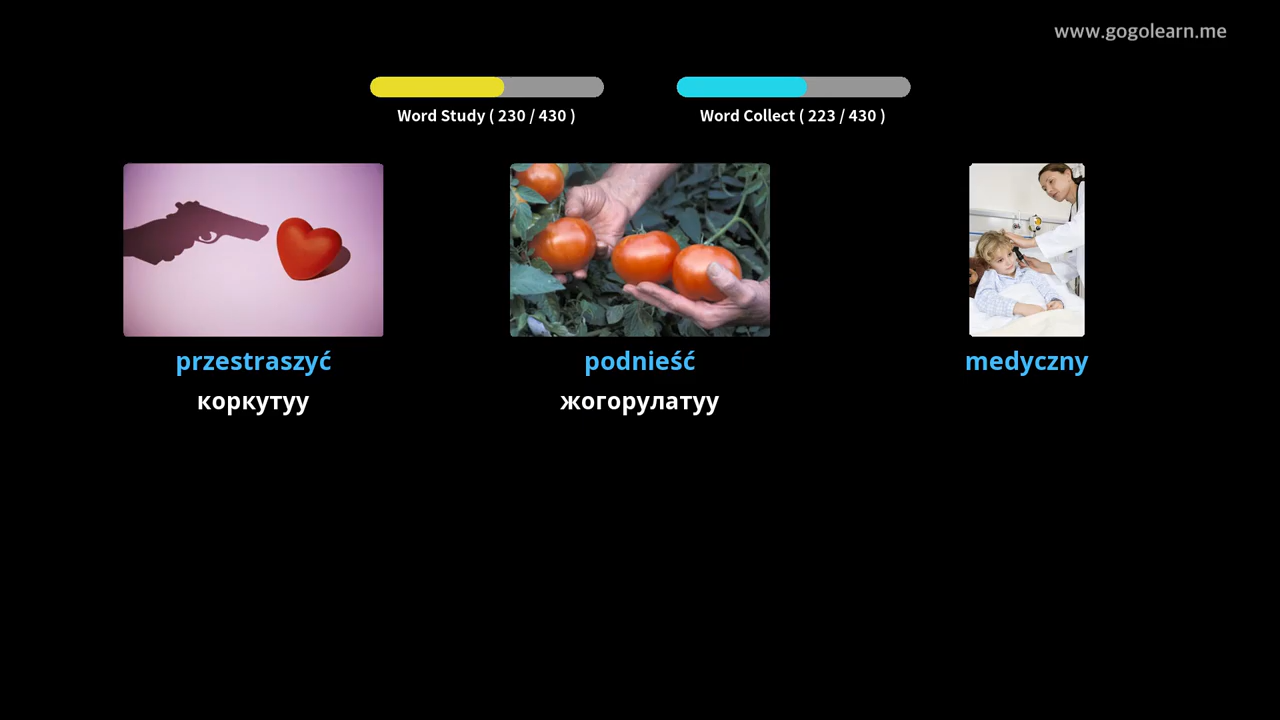 www.gogolearn.me
Word Study ( 230 / 430 )
Word Collect ( 223 / 430 )
przestraszyć
podnieść
medyczny
коркутуу
жогорулатуу